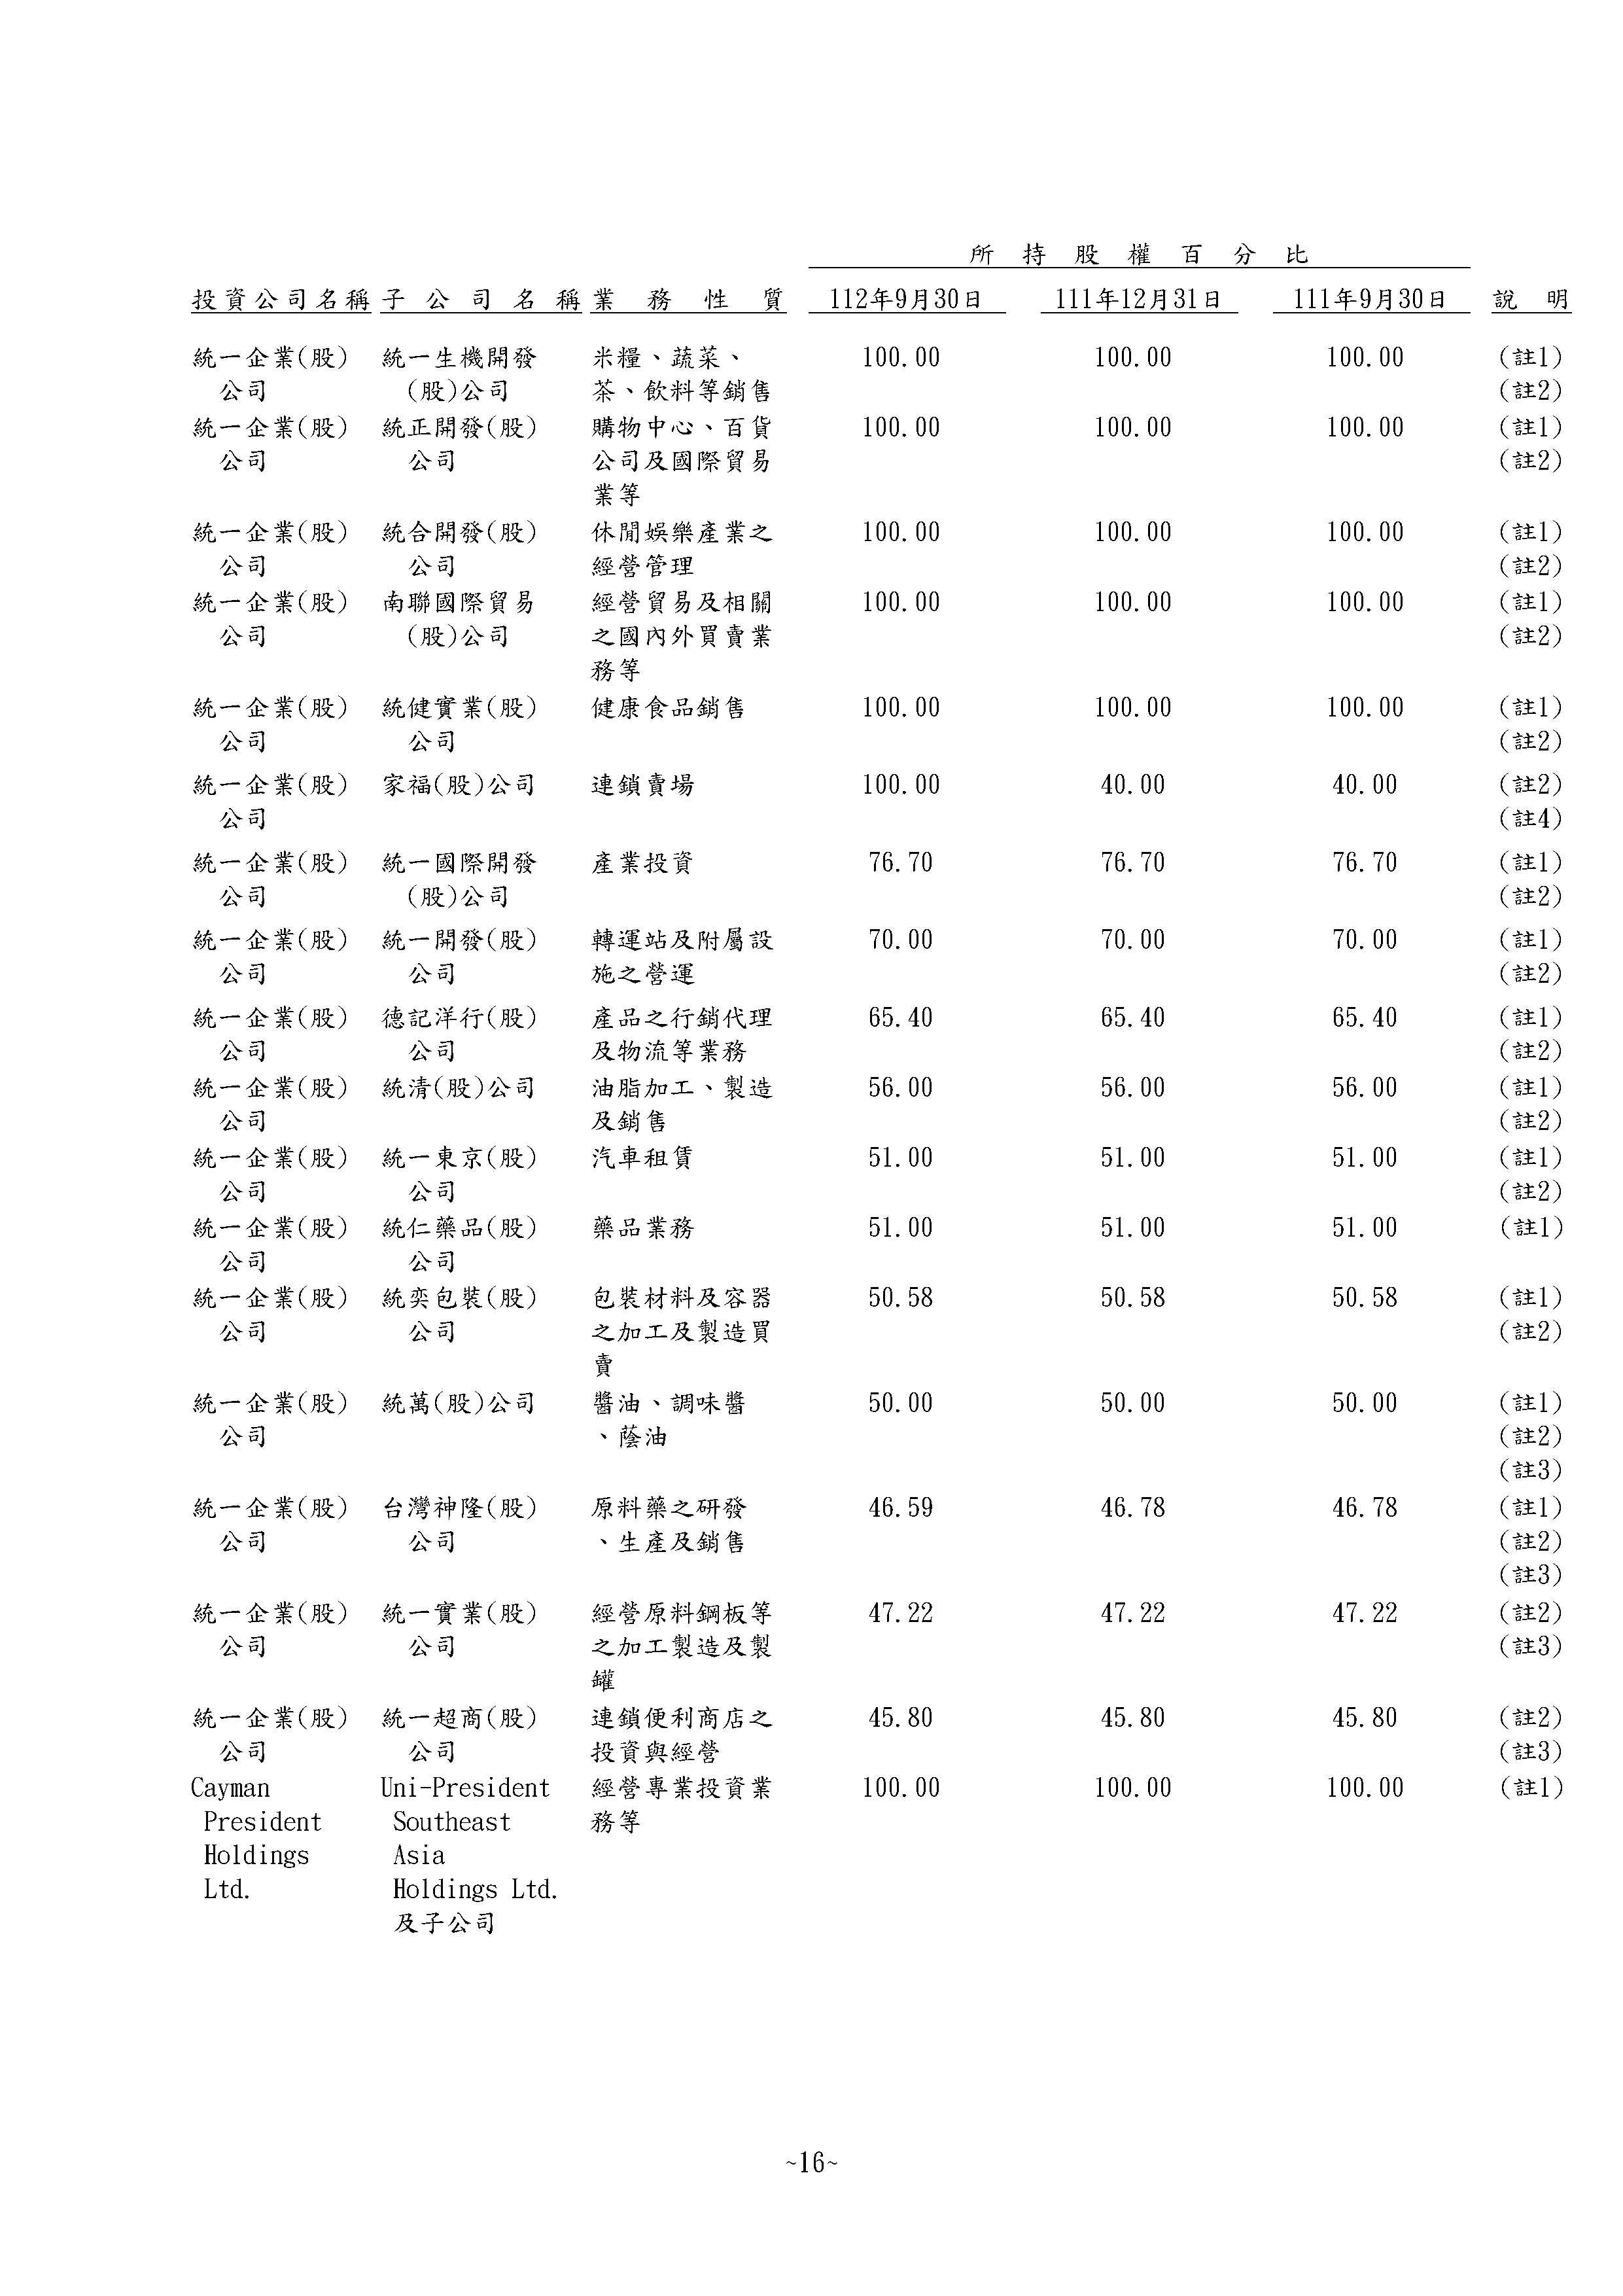 所持股權百分比
投資公司名稱 子公司名稱 業務性質 112年9月30日 111年12月31日 111年9月30日 說明
統一企業(股) 統一生機開發 米糧、蔬菜、 100.00 100.00 100.00 (註1)
公司 (股)公司 茶、飲料等銷售 (註2)
統一企業(股) 統正開發(股) 購物中心、百貨 100.00 100.00 100.00 (註1)
公司 公司 公司及國際貿易 (註2)
業等
統一企業(股) 統合開發(股) 休閒娛樂產業之 100.00 100.00 100.00 (註1)
公司 公司 經營管理 (註2)
統一企業(股) 南聯國際貿易 經營貿易及相關 100.00 100.00 100.00 (註1)
公司 (股)公司 之國內外買賣業 (註2)
務等
統一企業(股) 統健實業(股) 健康食品銷售 100.00 100.00 100.00 (註1)
公司 公司 (註2)
統一企業(股) 家福(股)公司 連鎖賣場 100.00 40.00 40.00 (註2)
公司 (註4)
統一企業(股) 統一國際開發 產業投資 76.70 76.70 76.70 (註1)
公司 (股)公司 (註2)
統一企業(股) 統一開發(股) 轉運站及附屬設 70.00 70.00 70.00 (註1)
公司 公司 施之營運 (註2)
統一企業(股) 德記洋行(股) 產品之行銷代理 65.40 65.40 65.40 (註1)
公司 公司 及物流等業務 (註2)
統一企業(股) 統清(股)公司 油脂加工、製造 56.00 56.00 56.00 (註1)
公司 及銷售 (註2)
統一企業(股) 統一東京(股) 汽車租賃 51.00 51.00 51.00 (註1)
公司 公司 (註2)
統一企業(股) 統仁藥品(股) 藥品業務 51.00 51.00 51.00 (註1)
公司 公司
統一企業(股) 統奕包裝(股) 包裝材料及容器 50.58 50.58 50.58 (註1)
公司 公司 之加工及製造買 (註2)
賣
統一企業(股) 統萬(股)公司 醬油、調味醬 50.00 50.00 50.00 (註1)
公司 、蔭油 (註2)
(註3)
統一企業(股) 台灣神隆(股) 原料藥之研發 46.59 46.78 46.78 (註1)
公司 公司 、生產及銷售 (註2)
(註3)
統一企業(股) 統一實業(股) 經營原料鋼板等 47.22 47.22 47.22 (註2)
公司 公司 之加工製造及製 (註3)
罐
統一企業(股) 統一超商(股) 連鎖便利商店之 45.80 45.80 45.80 (註2)
公司 公司 投資與經營 (註3)
Cayman Uni-President 經營專業投資業 100.00 100.00 100.00 (註1)
President Southeast 務等
Holdings Asia
Ltd. Holdings Ltd.
及子公司
~16~